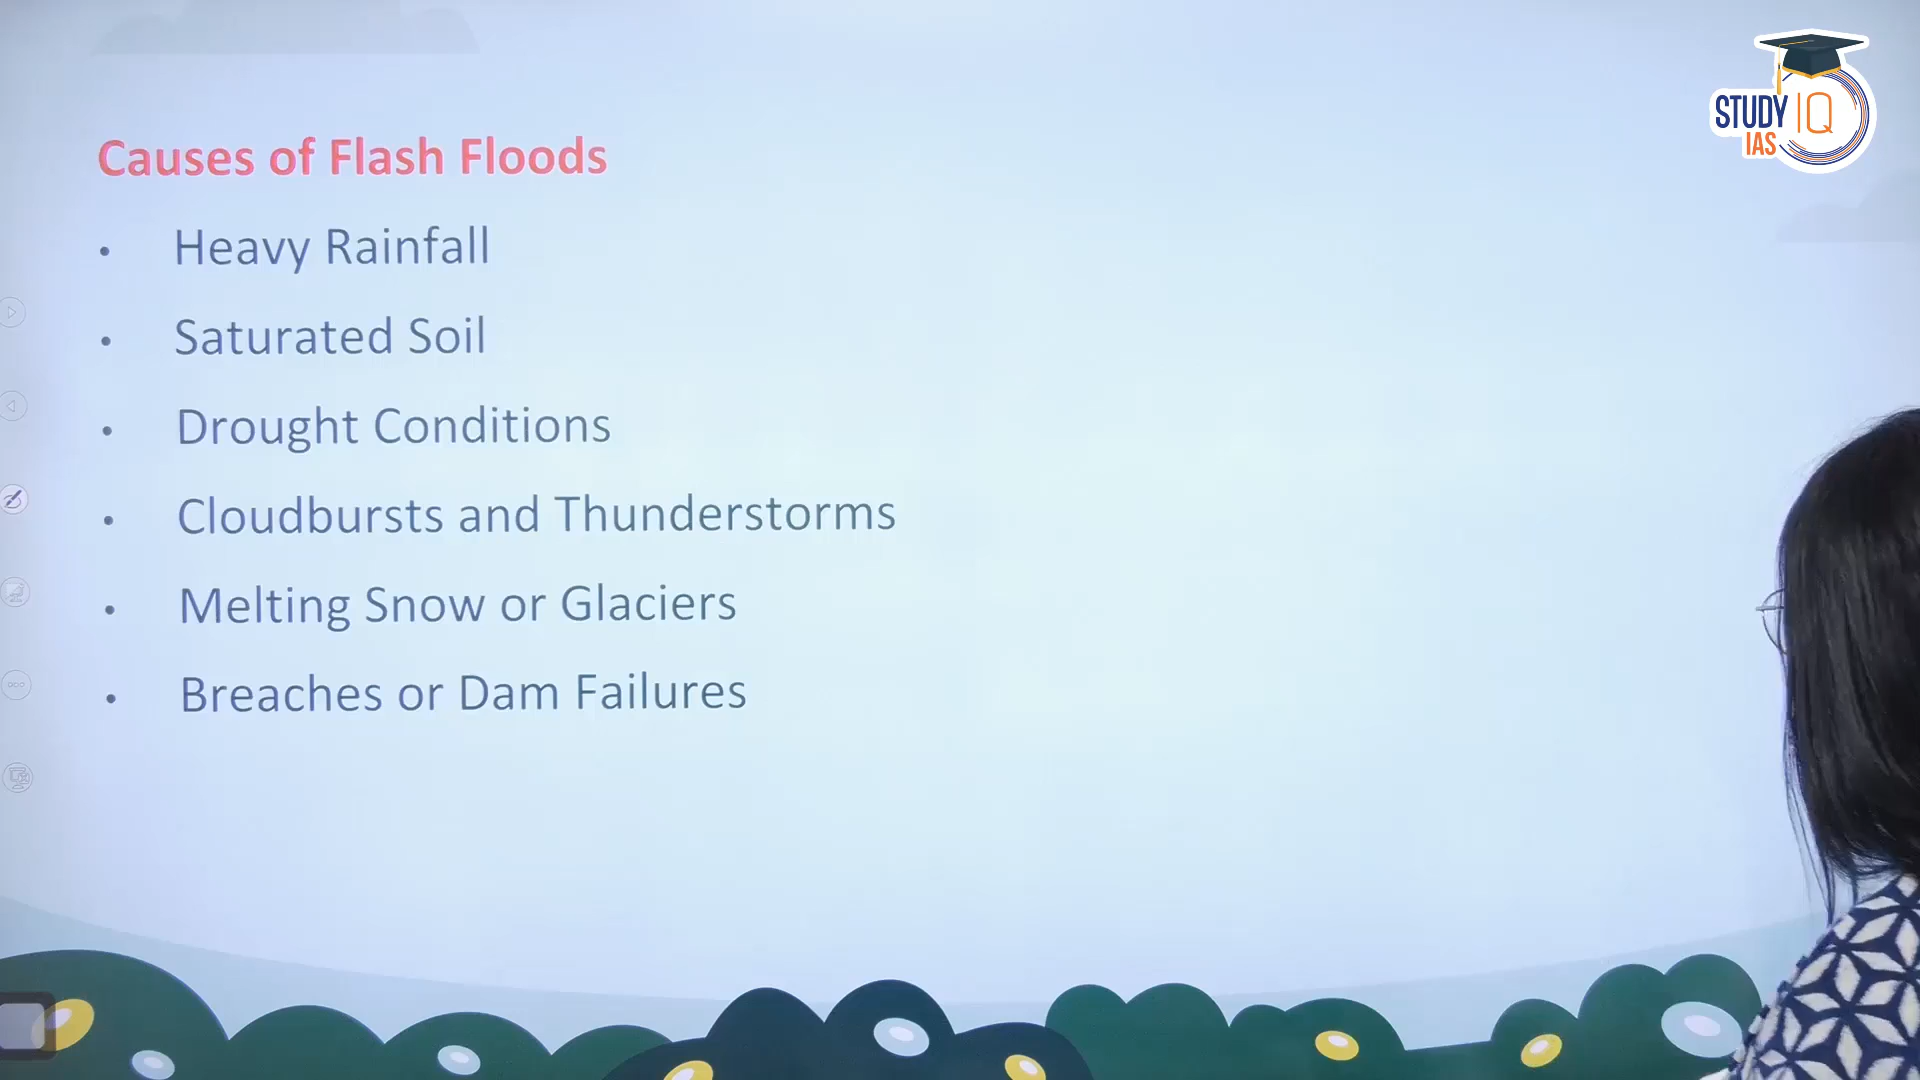 STUDY IQ
IAS
Causes of Flash Floods
• Heavy Rainfall
• Saturated Soil
• Drought Conditions
• Cloudbursts and Thunderstorms
• Melting Snow or Glaciers
• Breaches or Dam Failures